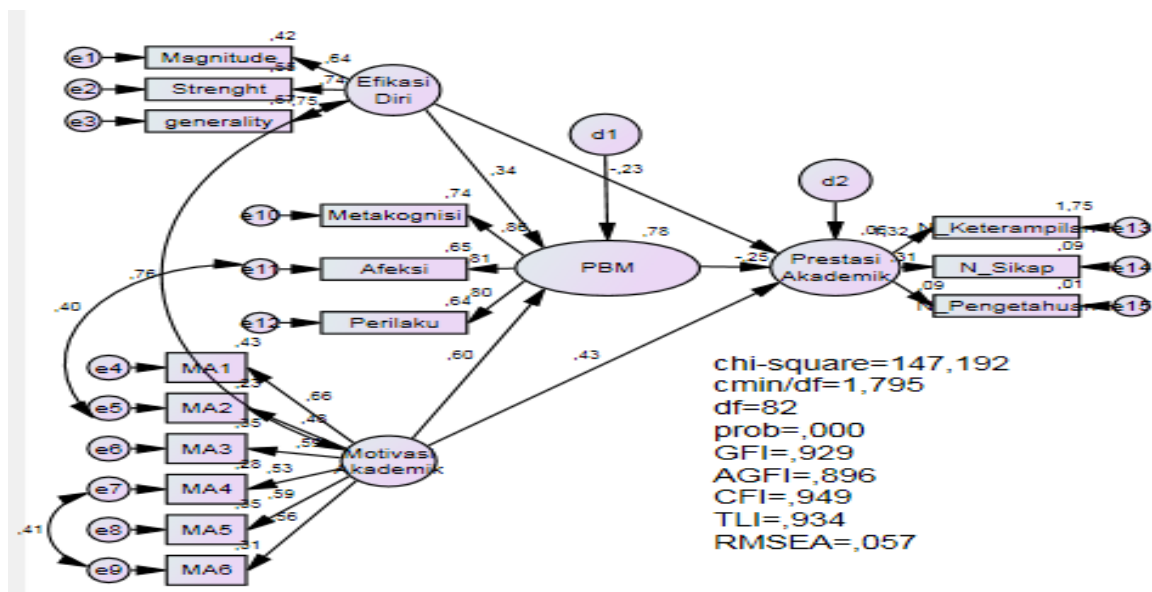 ,42
e1 Magnitude ,64
,55
e2 Strenght ,74 Efikasi
Diri
,57 ,75
e3 generality
d1
,34 -,23
d2
,74
e10 Metakognisi ,86
1,75
e13
,65 ,78
,81
e11 Afeksi PBM -,25 Prestasi
Akademik
,31 N_Sikap ,09 e14
,76
,40
,64 ,80
e12 Perilaku
,09 ,01
e15
,43
e4 MA1
,60 ,43
,66
,23
e5 MA2 ,48
,35
e6 MA3 ,59 Motivasi
Akademik
,28 ,53
e7 MA4
,35 ,59
,41 e8 MA5 ,56
,31
e9 MA6
chi-square=147,192
cmin/df=1,795
df=82
prob=,000
GFI=,929
AGFI=,896
CFI=,949
TLI=,934
RMSEA=,057